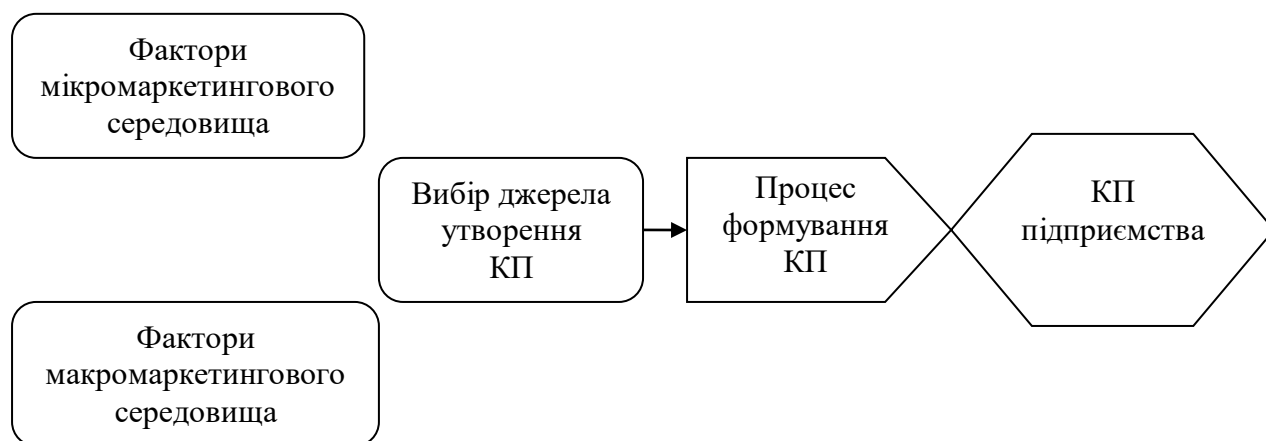 Фактори
мікромаркетингового
середовища
Вибір джерела
утворення
КП
Процес
формування
КП
КП
підприємства
Фактори
макромаркетингового
середовища